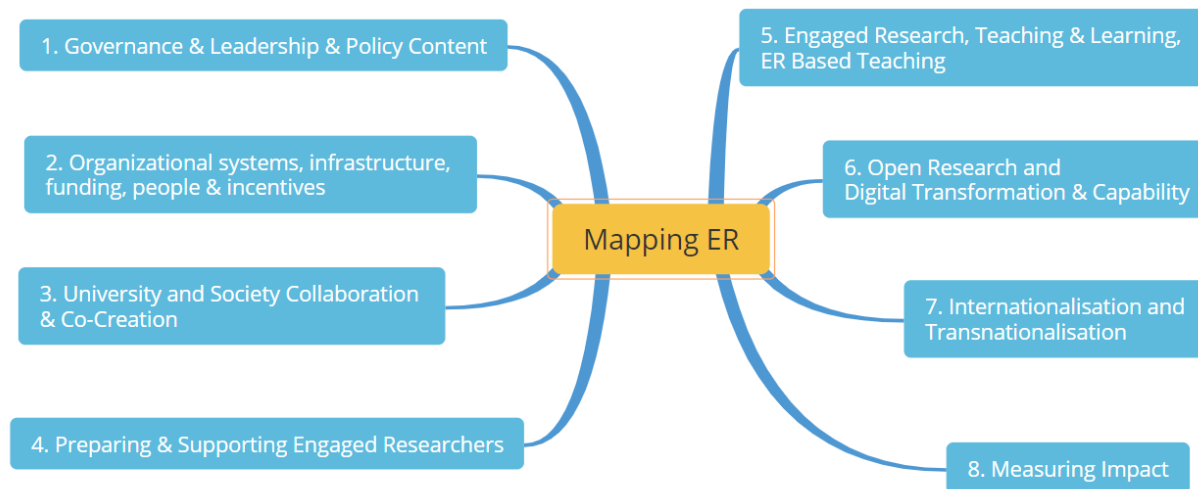 1. Governance & Leadership & Policy Content
2. Organizational systems, infrastructure,
funding, people & incentives
3. University and Society Collaboration
& Co-Creation
4. Preparing & Supporting Engaged Researchers
Mapping ER
5. Engaged Research, Teaching & Learning,
ER Based Teaching
6. Open Research and
Digital Transformation & Capability
7. Internationalisation and
Transnationalisation
8. Measuring Impact